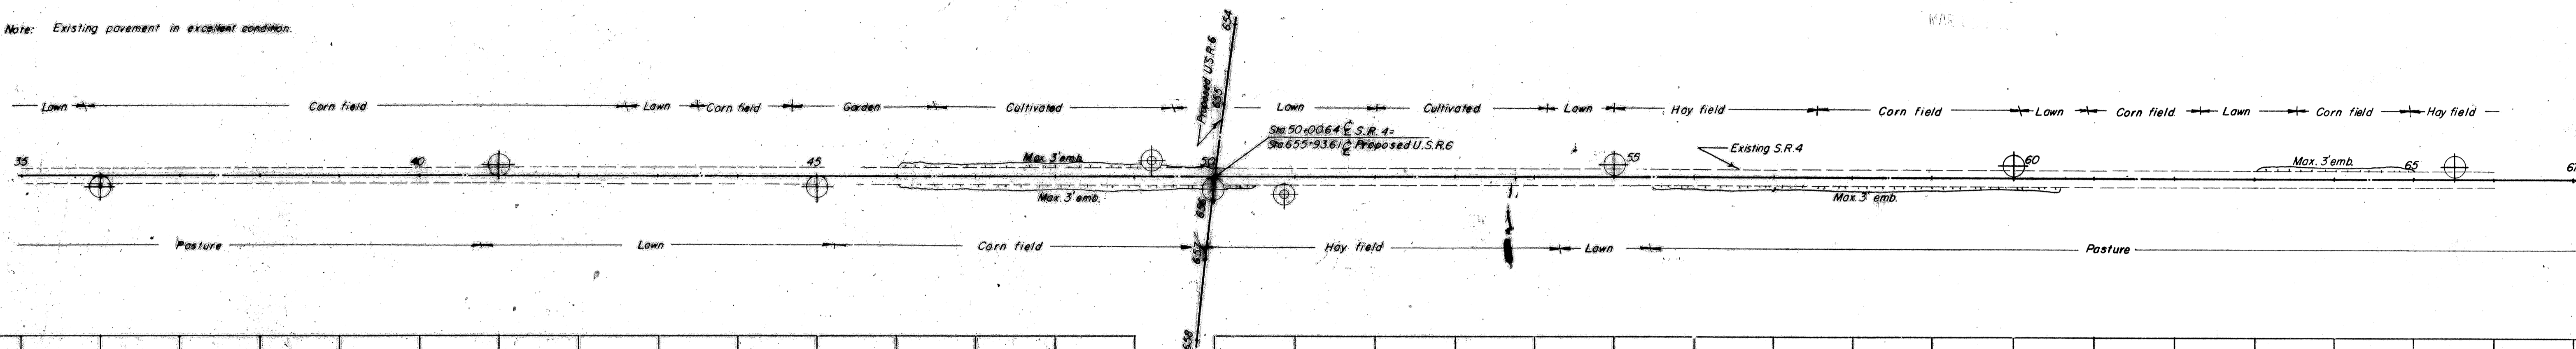 Note: Existing pavement in excellent condition.
654
Proposed U.S.R.6
655
Lawn Corn field Lawn Corn field Garden Cultivated Lawn Cultivated Lawn Hay field Corn field Lawn Corn field Lawn Corn field Hay field
Sta.50+00.64 ℄ S.R. 4=
Sta.655+93.61 ℄ Proposed U.S.R.6
Existing S.R.4
35 40 45 Max. 3' emb. 50 55 60 Max. 3' emb. 65
Max. 3' emb. Max. 3' emb.
656
Pasture Lawn Corn field Hay field Lawn Pasture
657
658